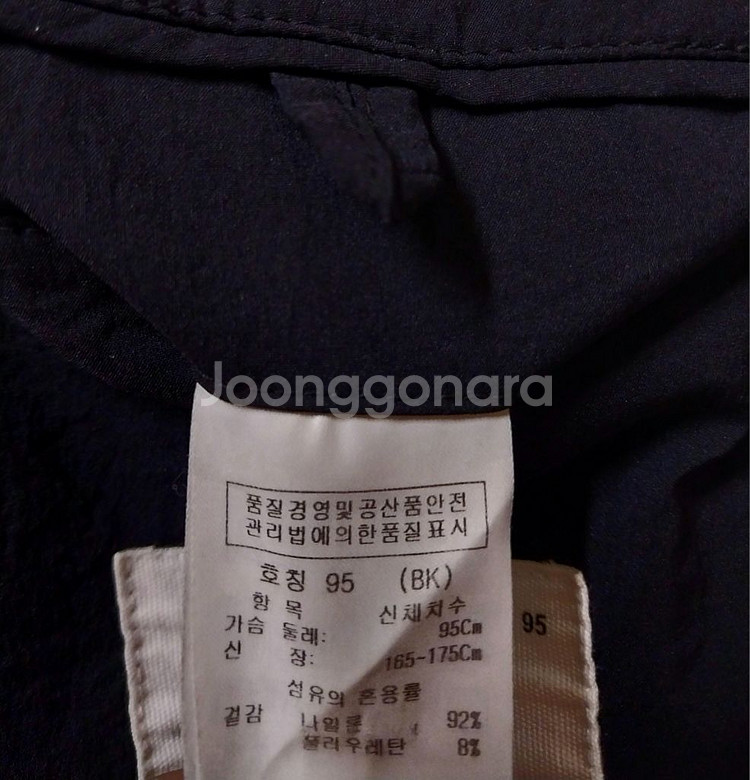 Joonggonara
품질경영및공산품안전
관리법에의한품질표시
호칭 95 (BK)
항 목 신체치수
가슴 둘레: 95Cm
95
신 장: 165-175Cm
섬유의 혼용률
겉감 나일론 92%
폴리우레탄 8%